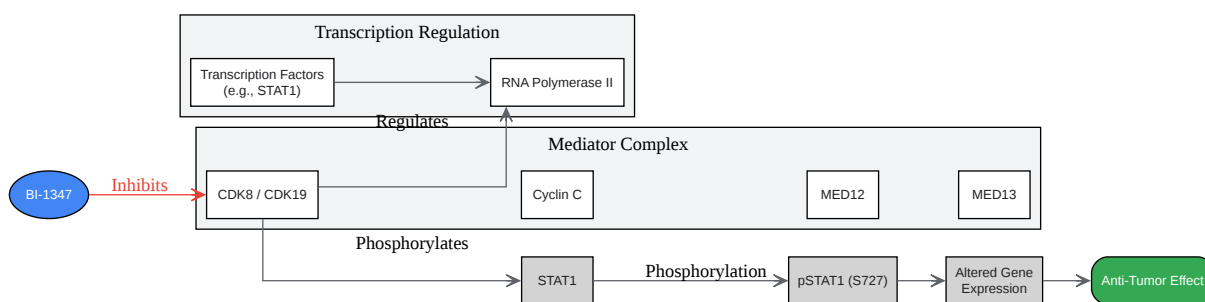 Transcription Regulation
Transcription Factors
(e.g., STAT1)
RNA Polymerase II
Regulates
Mediator Complex
BI-1347
Inhibits
CDK8 / CDK19
Cyclin C
MED12
MED13
Phosphorylates
STAT1
Phosphorylation
pSTAT1 (S727)
Altered Gene
Expression
Anti-Tumor Effect